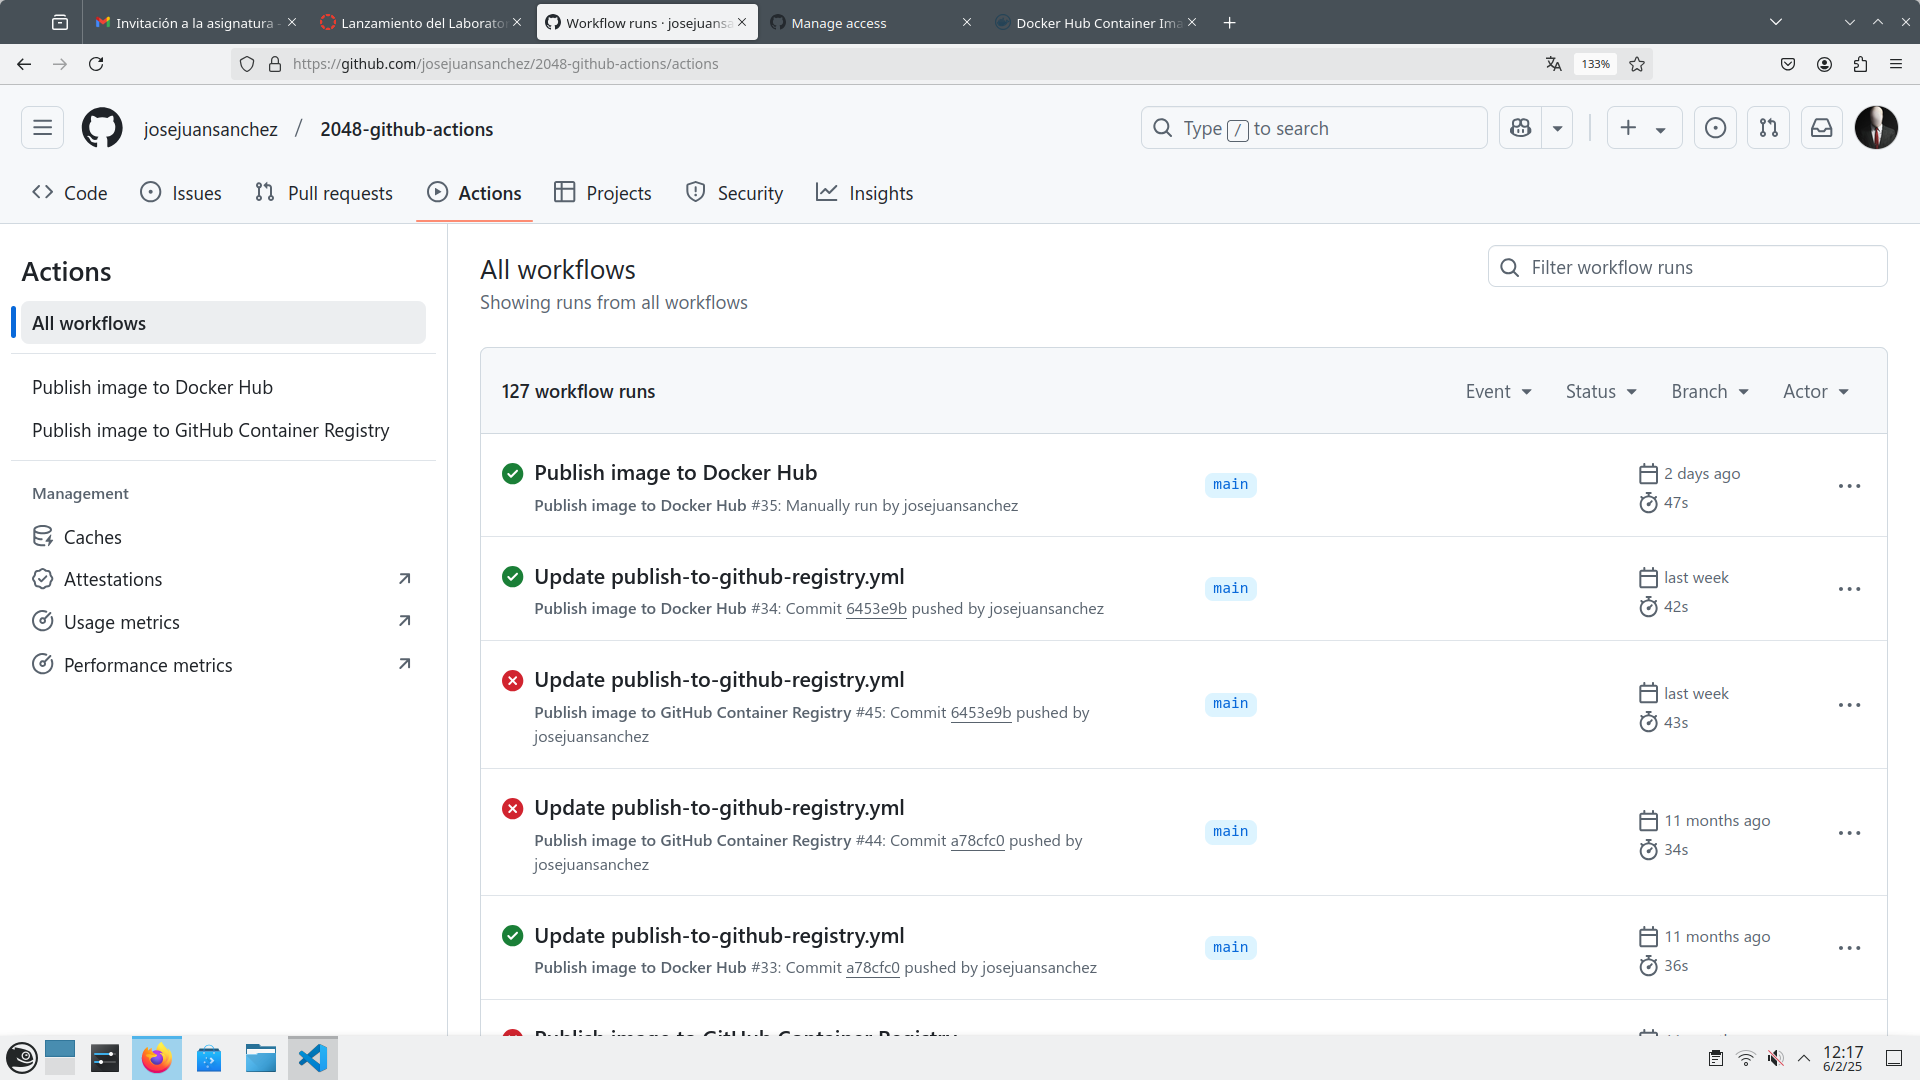 Invitación a la asignatura -
Lanzamiento del Laborator
Workflow runs · josejuansa
Manage access
Docker Hub Container Ima
https://github.com/josejuansanchez/2048-github-actions/actions
133%
josejuansanchez / 2048-github-actions
Type / to search
Code
Issues
Pull requests
Actions
Projects
Security
Insights
Actions
All workflows
Publish image to Docker Hub
Publish image to GitHub Container Registry
Management
Caches
Attestations
Usage metrics
Performance metrics
All workflows
Showing runs from all workflows
Filter workflow runs
127 workflow runs
Event
Status
Branch
Actor
Publish image to Docker Hub
Publish image to Docker Hub #35: Manually run by josejuansanchez
main
2 days ago
47s
Update publish-to-github-registry.yml
Publish image to Docker Hub #34: Commit 6453e9b pushed by josejuansanchez
main
last week
42s
Update publish-to-github-registry.yml
Publish image to GitHub Container Registry #45: Commit 6453e9b pushed by
josejuansanchez
main
last week
43s
Update publish-to-github-registry.yml
Publish image to GitHub Container Registry #44: Commit a78cfc0 pushed by
josejuansanchez
main
11 months ago
34s
Update publish-to-github-registry.yml
Publish image to Docker Hub #33: Commit a78cfc0 pushed by josejuansanchez
main
11 months ago
36s
Publish image to GitHub Container Registry
12:17
6/2/25